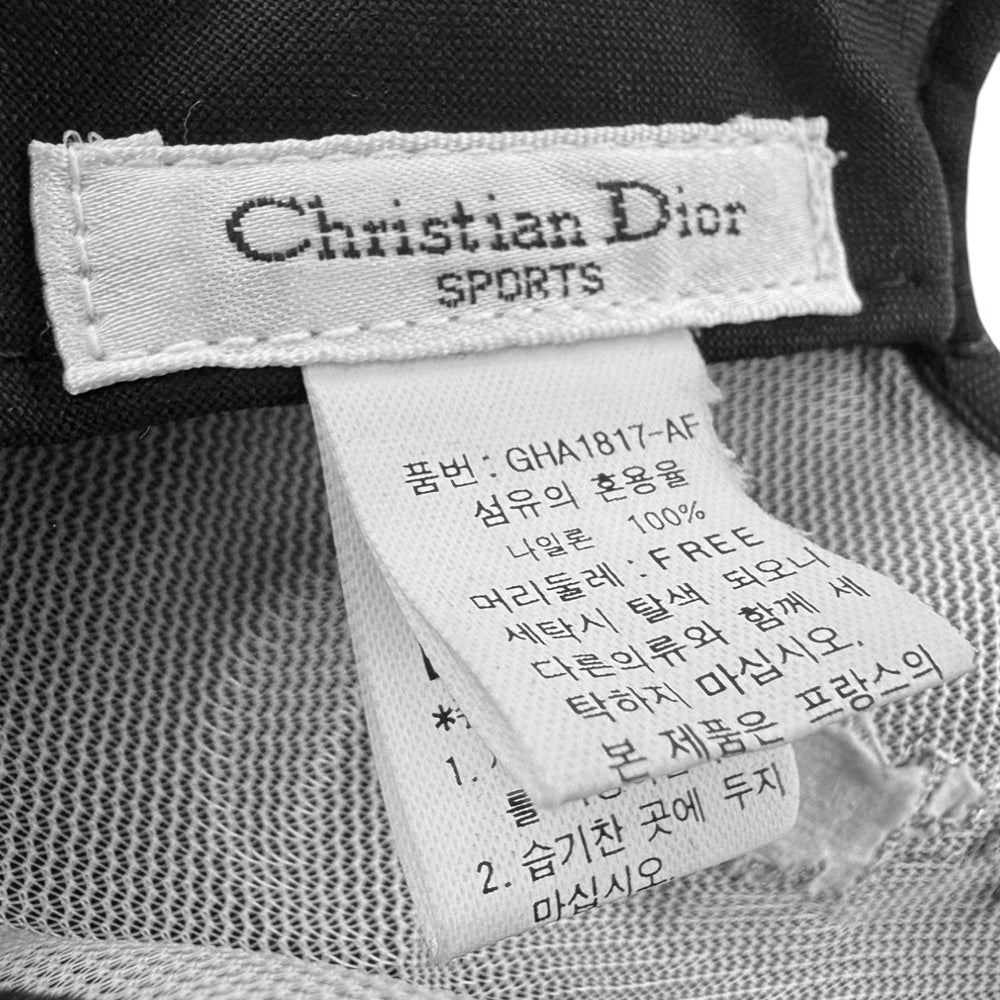 Christian Dior
SPORTS
품번 : GHA1817-AF
섬유의 혼용율
나일론 100%
머리둘레 : FREE
세탁시 탈색 되오니
다른의류와 함께 세
탁하지 마십시오.
본 제품은 프랑스의
*
1.
를
2. 습기찬 곳에 두지
마십시오.